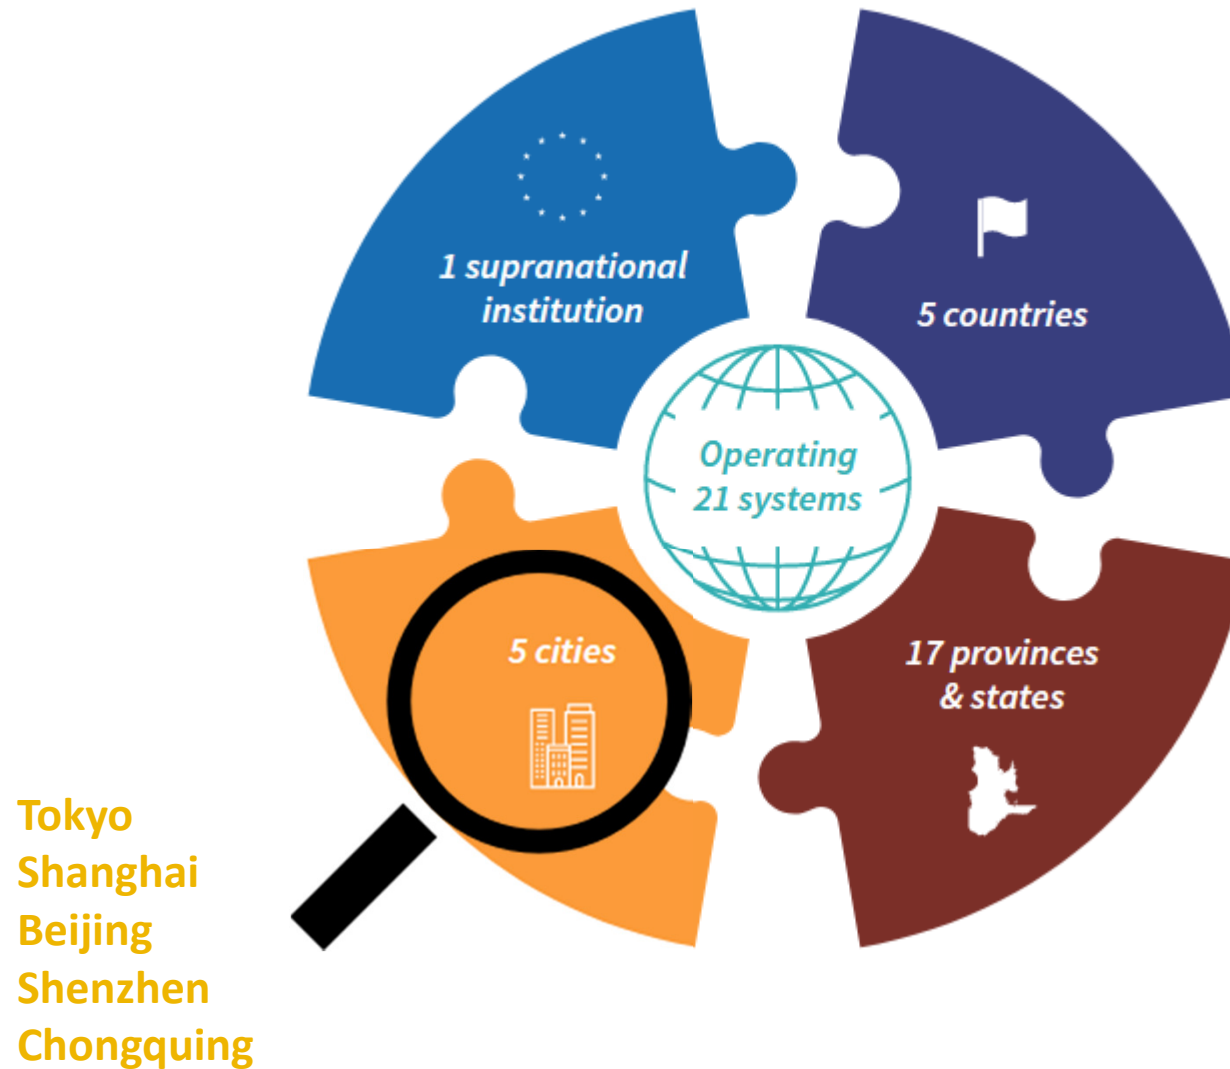 1 supranational
institution
5 countries
Operating
21 systems
5 cities
17 provinces
& states
Tokyo
Shanghai
Beijing
Shenzhen
Chongquing